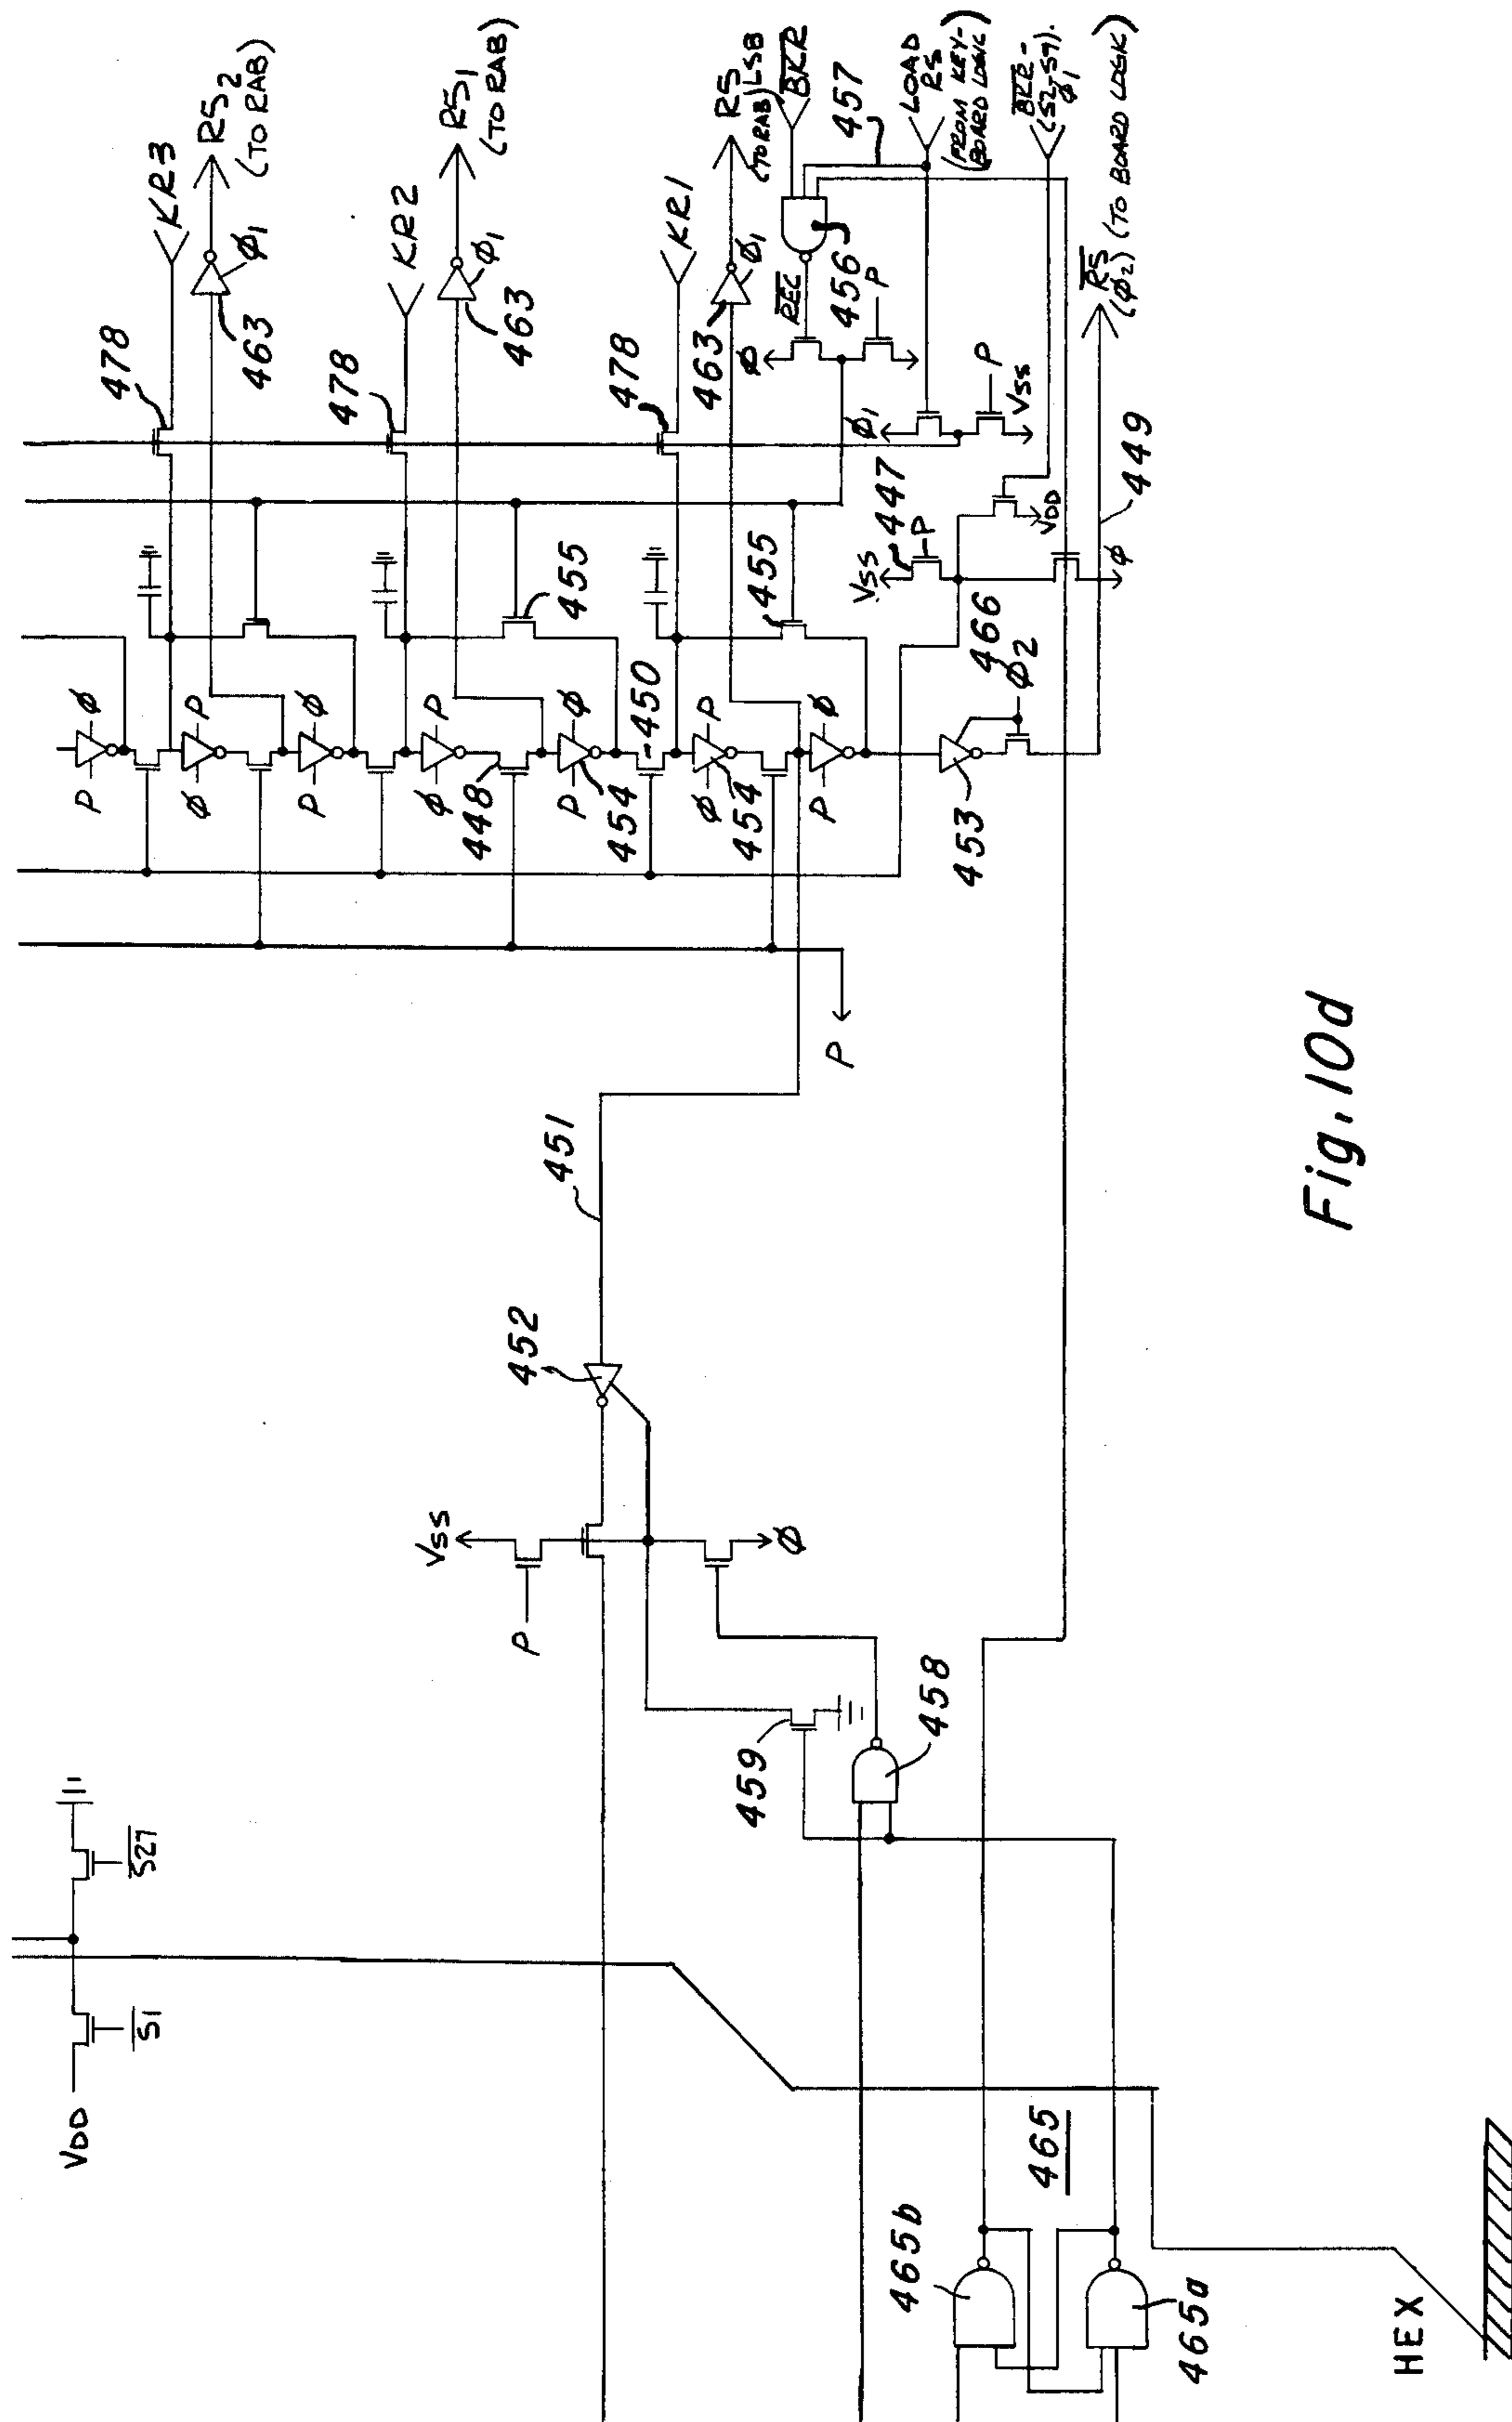 KR3
RS2
(TO RAB)
KR2
RS1
(TO RAB)
KR1
RS
(TO RAB) LSB
BKR
457
LOAD
RS
(FROM KEY-
BOARD LOGIC)
BKR-
(S2-S9).
φ1
RS
(φ2) (TO BOARD LOGIC)
478
463
φ1
478
463
φ1
478
463
φ1
REC
456
φ
P
φ1
P
VSS
449
447
VSS
P
VDD
φ
455
455
466
φ2
φ
P
P
φ
φ
P
P
φ
φ
448
P
φ
454
450
P
φ
454
φ
P
453
P
451
452
VSS
P
φ
458
459
S27
S1
VDD
465
465b
465a
HEX
Fig. 10d